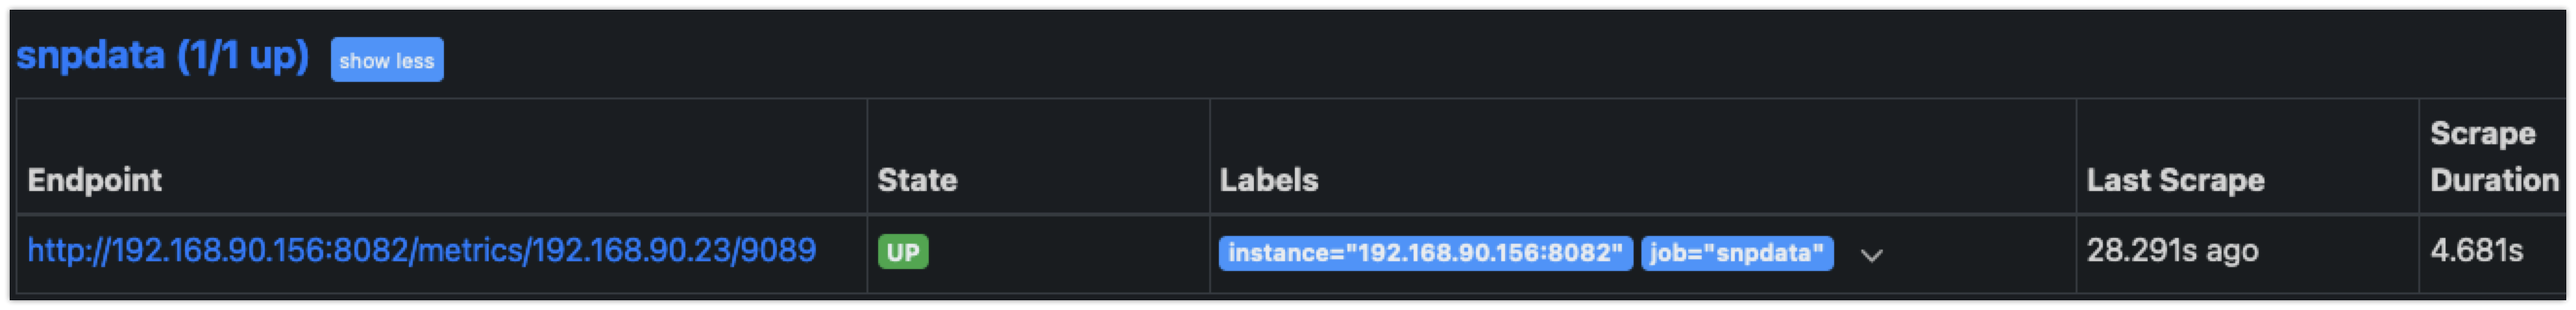 snpdata (1/1 up) show less
Endpoint State Labels Last Scrape Scrape Duration
http://192.168.90.156:8082/metrics/192.168.90.23/9089 UP instance="192.168.90.156:8082" job="snpdata" 28.291s ago 4.681s